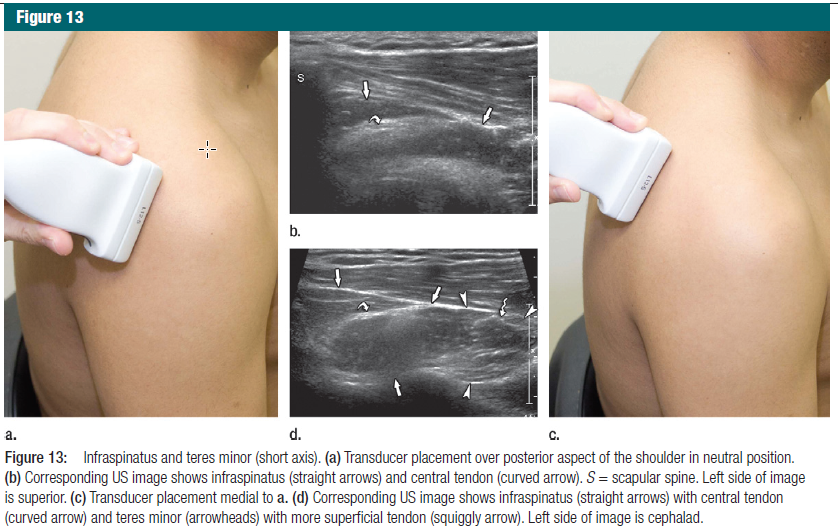 Figure 13
S
b.
a.
d.
c.
Figure 13: Infraspinatus and teres minor (short axis). (a) Transducer placement over posterior aspect of the shoulder in neutral position.
(b) Corresponding US image shows infraspinatus (straight arrows) and central tendon (curved arrow). S = scapular spine. Left side of image
is superior. (c) Transducer placement medial to a. (d) Corresponding US image shows infraspinatus (straight arrows) with central tendon
(curved arrow) and teres minor (arrowheads) with more superficial tendon (squiggly arrow). Left side of image is cephalad.